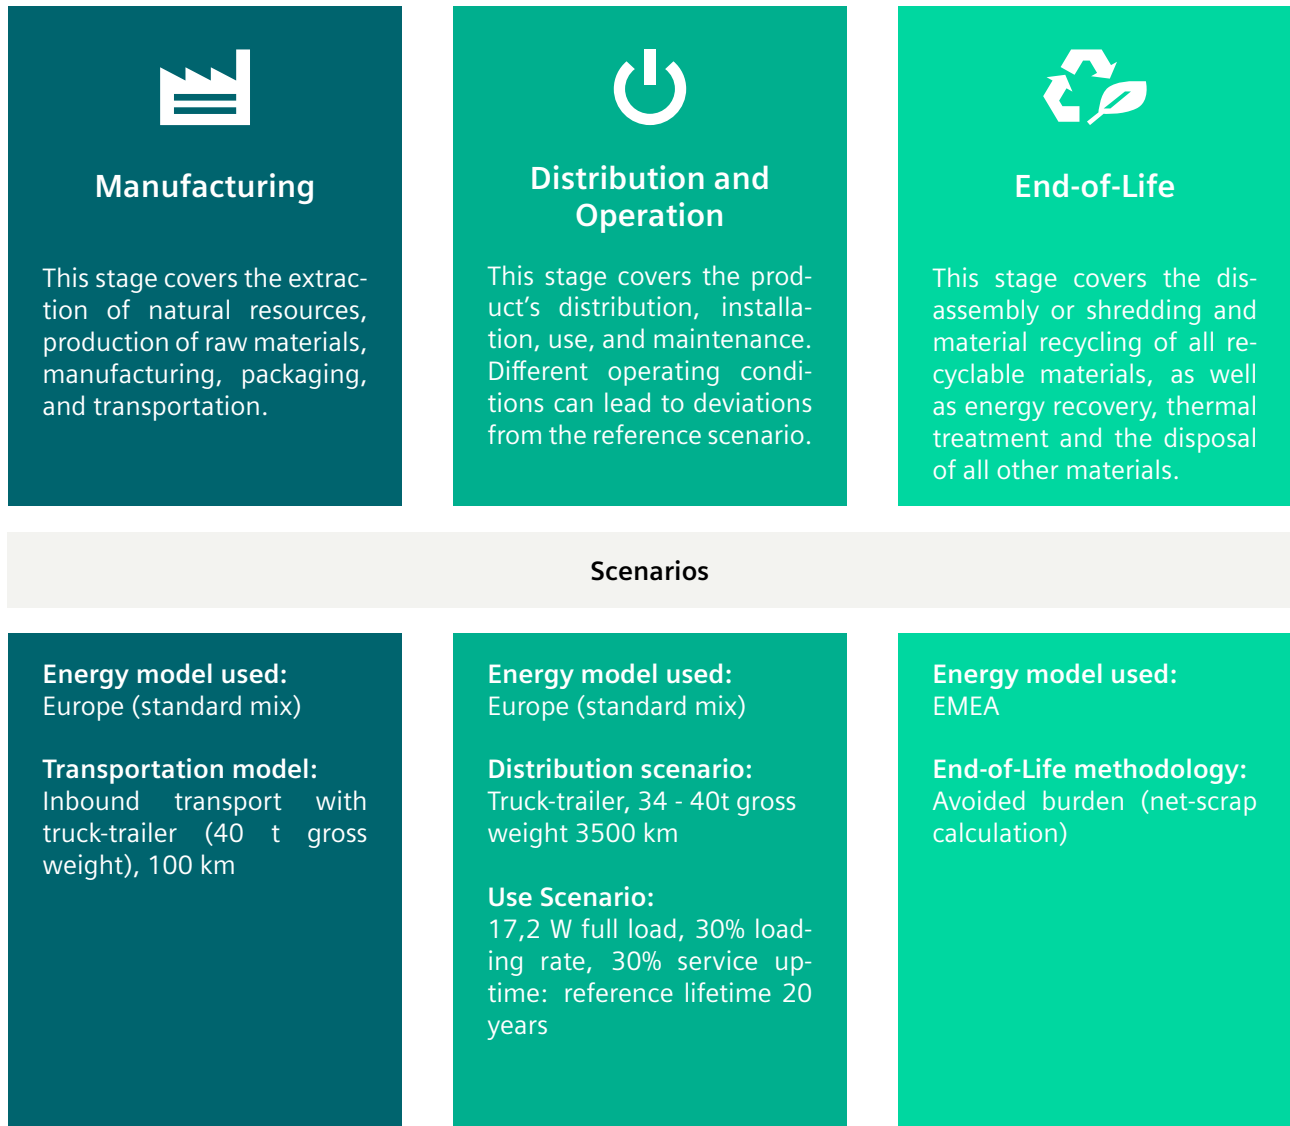 Manufacturing
This stage covers the extrac-
tion of natural resources,
production of raw materials,
manufacturing, packaging,
and transportation.
Distribution and
Operation
This stage covers the prod-
uct's distribution, installa-
tion, use, and maintenance.
Different operating condi-
tions can lead to deviations
from the reference scenario.
End-of-Life
This stage covers the dis-
assembly or shredding and
material recycling of all re-
cyclable materials, as well
as energy recovery, thermal
treatment and the disposal
of all other materials.
Scenarios
Energy model used:
Europe (standard mix)
Transportation model:
Inbound transport with
truck-trailer (40 t gross
weight), 100 km
Energy model used:
Europe (standard mix)
Distribution scenario:
Truck-trailer, 34 - 40t gross
weight 3500 km
Use Scenario:
17,2 W full load, 30% load-
ing rate, 30% service up-
time: reference lifetime 20
years
Energy model used:
EMEA
End-of-Life methodology:
Avoided burden (net-scrap
calculation)